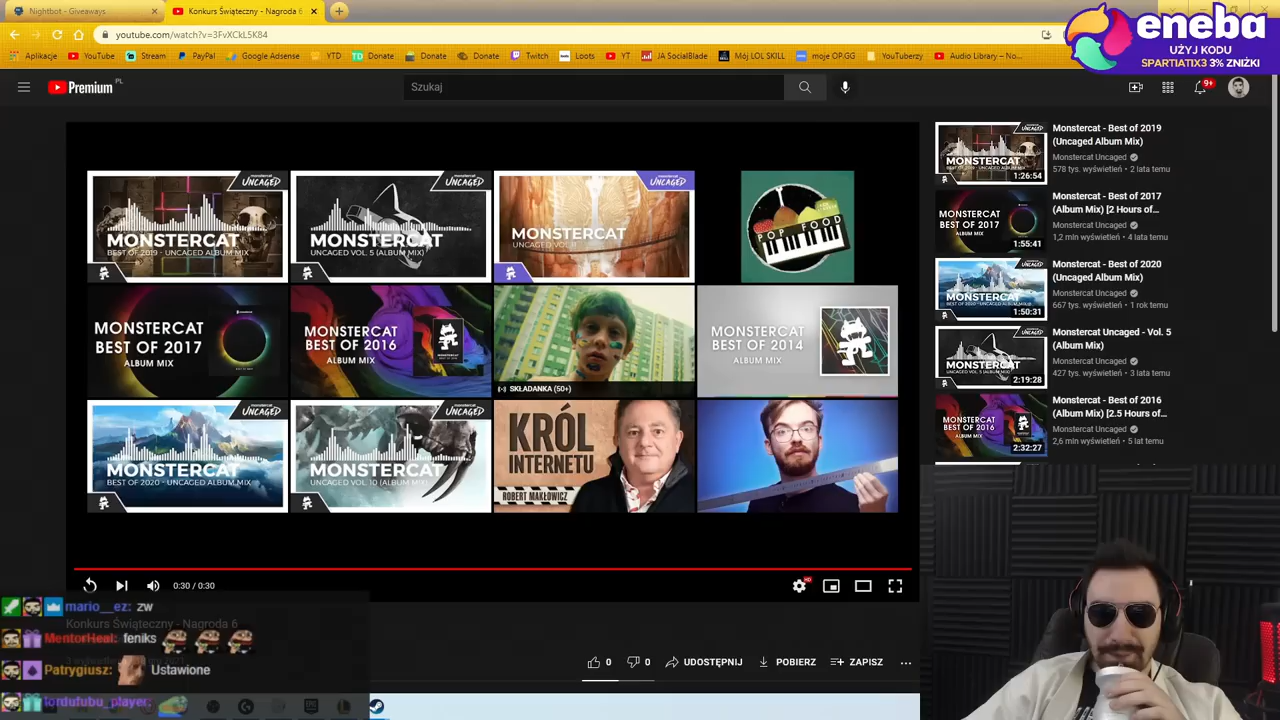 Nightbot - Giveaways
Konkurs Świąteczny - Nagroda 6
youtube.com/watch?v=3FvXCkL5K84
eneba
UŻYJ KODU
SPARTIATIX3 3% ZNIŻKI
Aplikacje YouTube Stream PayPal Google Adsense YTD Donate Donate Donate Twitch Loots YT JA SocialBlade Mój LOL SKILL moje OP.GG YouTuberzy Audio Library – No...
Premium PL
Szukaj
9+
MONSTERCAT
BEST OF 2019 - UNCAGED ALBUM MIX
UNCAGED
MONSTERCAT
UNCAGED VOL. 5 (ALBUM MIX)
UNCAGED
MONSTERCAT
UNCAGED
POP FOOD
MONSTERCAT
BEST OF 2017
ALBUM MIX
MONSTERCAT
BEST OF 2016
ALBUM MIX
SKŁADANKA (50+)
MONSTERCAT
BEST OF 2014
ALBUM MIX
MONSTERCAT
BEST OF 2020 - UNCAGED ALBUM MIX
UNCAGED
MONSTERCAT
UNCAGED VOL. 10 (ALBUM MIX)
UNCAGED
KRÓL
INTERNETU
ROBERT MAKŁOWICZ
0:30 / 0:30
HD
Monstercat - Best of 2019
(Uncaged Album Mix)
Monstercat Uncaged
578 tys. wyświetleń • 2 lata temu
1:26:54
Monstercat - Best of 2017
(Album Mix) [2 Hours of...
Monstercat Uncaged
1,2 mln wyświetleń • 4 lata temu
1:55:41
Monstercat - Best of 2020
(Uncaged Album Mix)
Monstercat Uncaged
667 tys. wyświetleń • 1 rok temu
1:50:31
Monstercat Uncaged - Vol. 5
(Album Mix)
Monstercat Uncaged
427 tys. wyświetleń • 3 lata temu
2:19:28
Monstercat - Best of 2016
(Album Mix) [2.5 Hours of...
Monstercat Uncaged
2,6 mln wyświetleń • 5 lat temu
2:32:27
mario__ez: zw
Konkurs Świąteczny - Nagroda 6
MentorHeal: feniks
Patrygiusz: Ustawione
lordufubu_player:
0 0 UDOSTĘPNIJ POBIERZ ZAPISZ ...